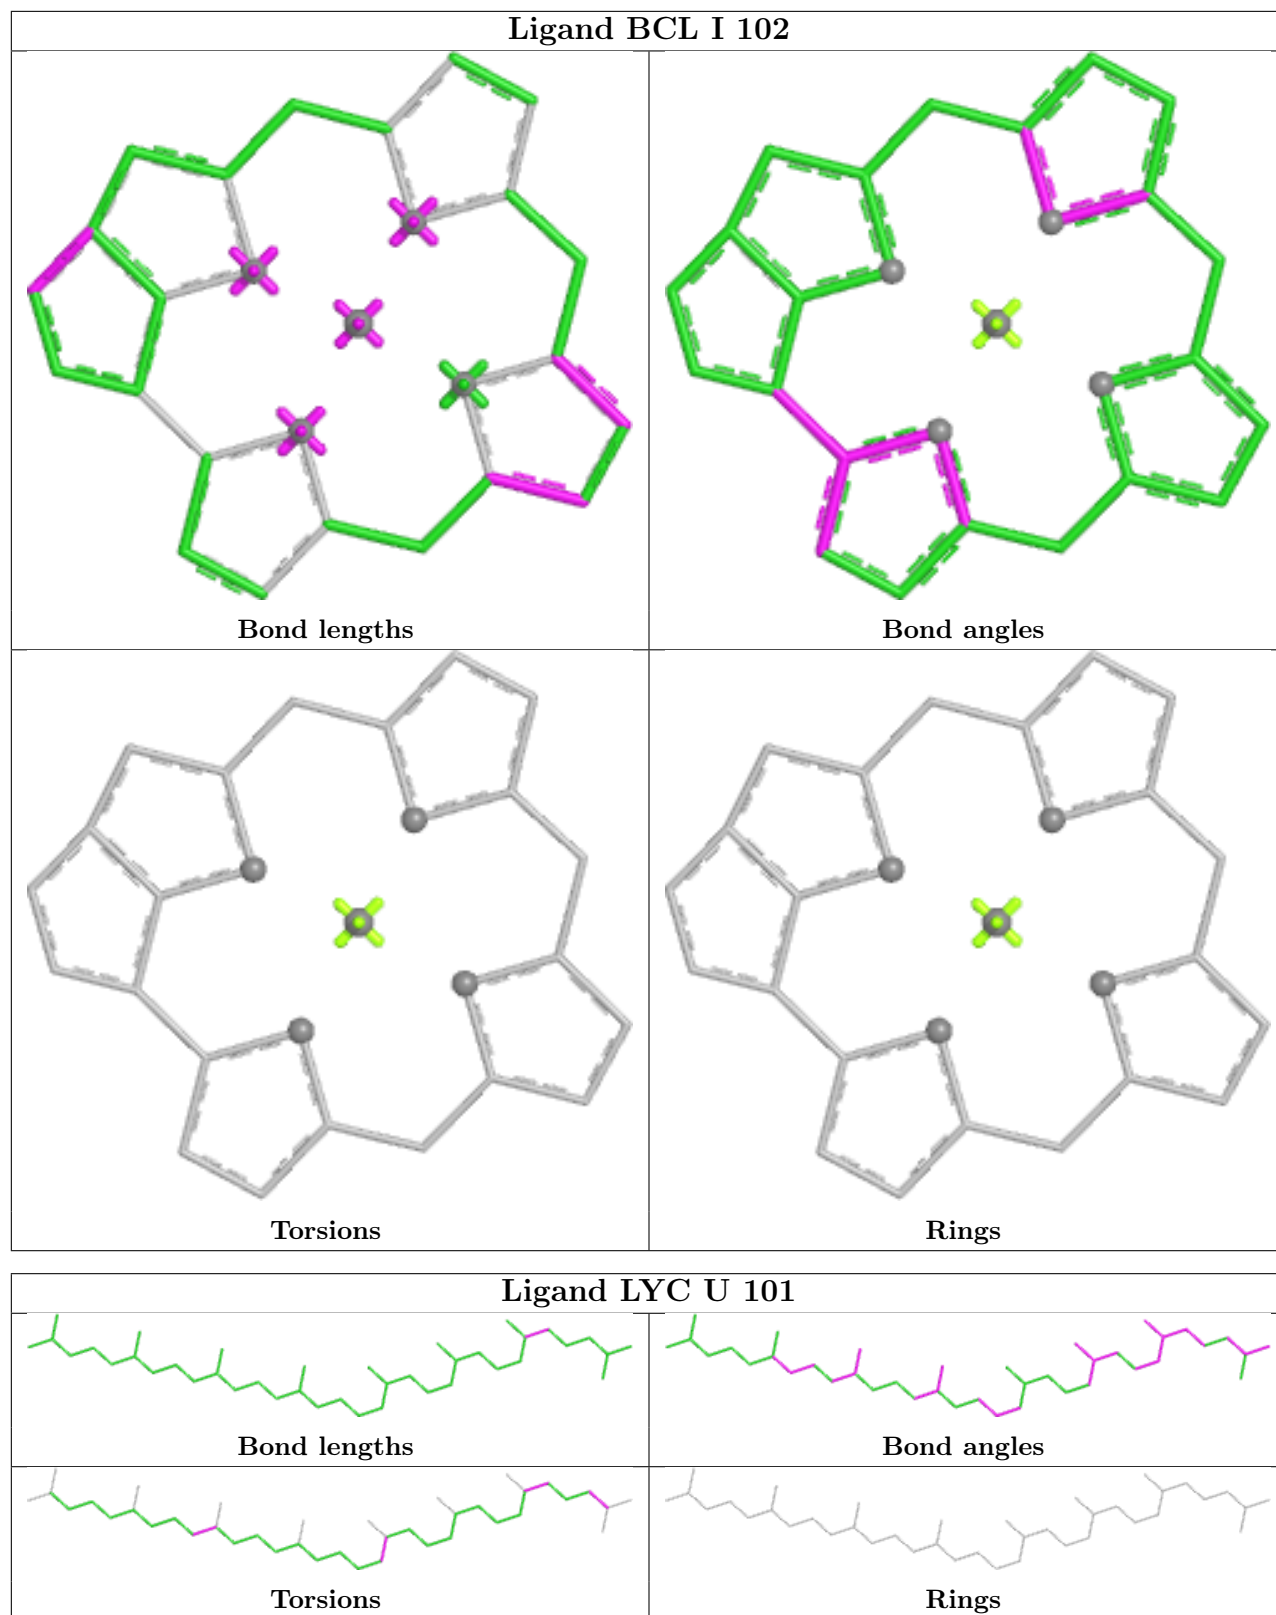 Ligand BCL I 102
Bond lengths
Bond angles
Torsions
Rings
Ligand LYC U 101
Bond lengths
Bond angles
Torsions
Rings